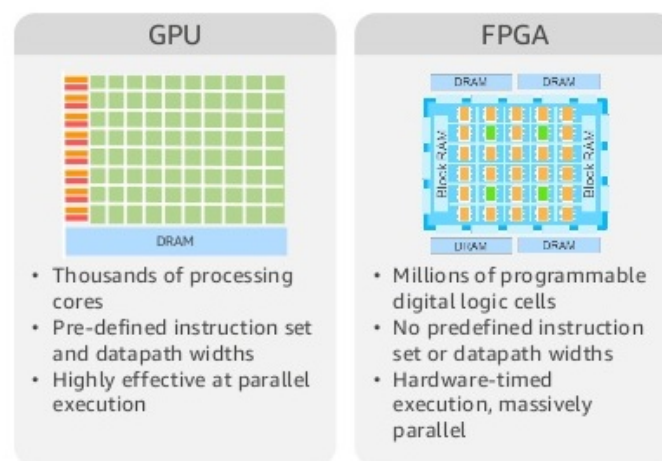 GPU
DRAM
• Thousands of processing
cores
• Pre-defined instruction set
and datapath widths
• Highly effective at parallel
execution
FPGA
DRAM DRAM
Block RAM
Block RAM
DRAM DRAM
• Millions of programmable
digital logic cells
• No predefined instruction
set or datapath widths
• Hardware-timed
execution, massively
parallel